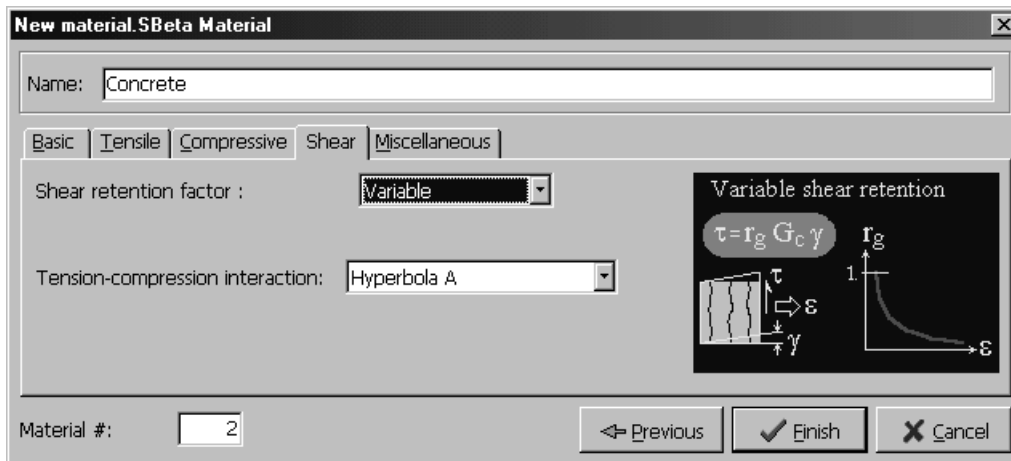 New material.SBeta Material
Name: Concrete
Basic Tensile Compressive Shear Miscellaneous
Shear retention factor : Variable
Tension-compression interaction: Hyperbola A
Variable shear retention
τ=rg Gc γ
rg
1
τ
ε
γ
ε
Material #: 2
Previous Finish Cancel